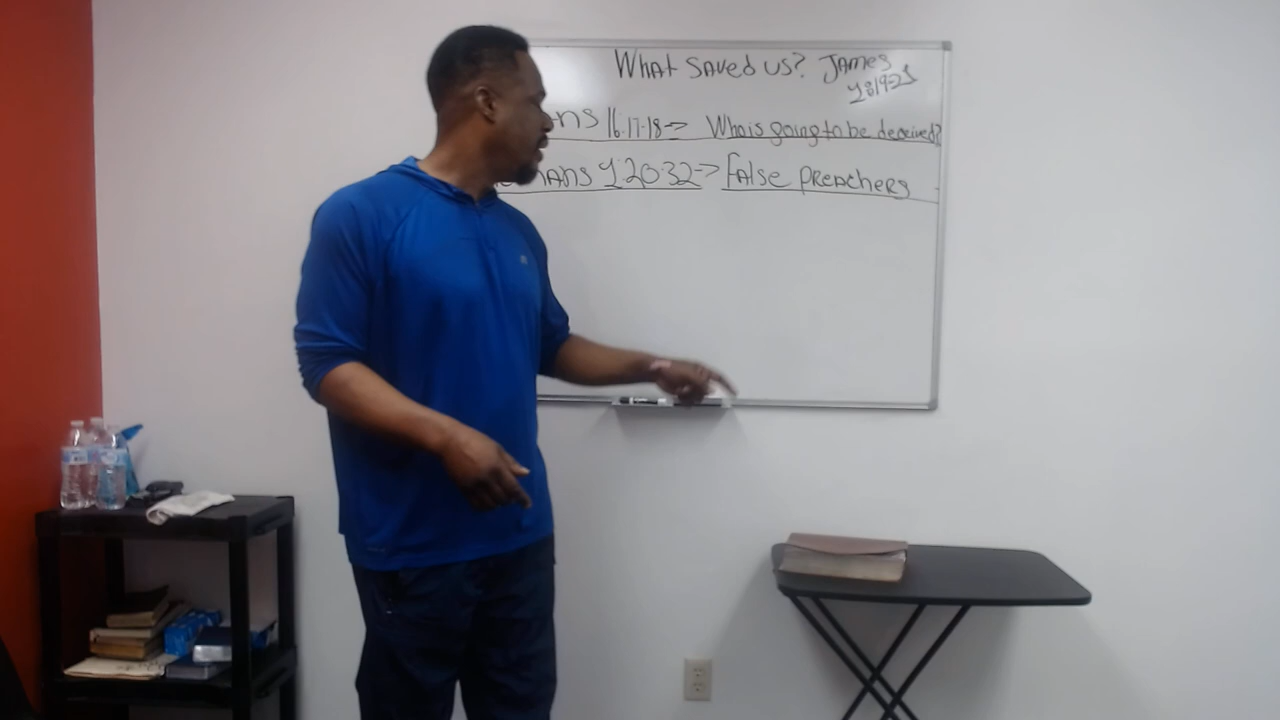 What saved us? James
ns 16:17-18-> Who is going to be deceived?
mans 1:20-32-> False preachers